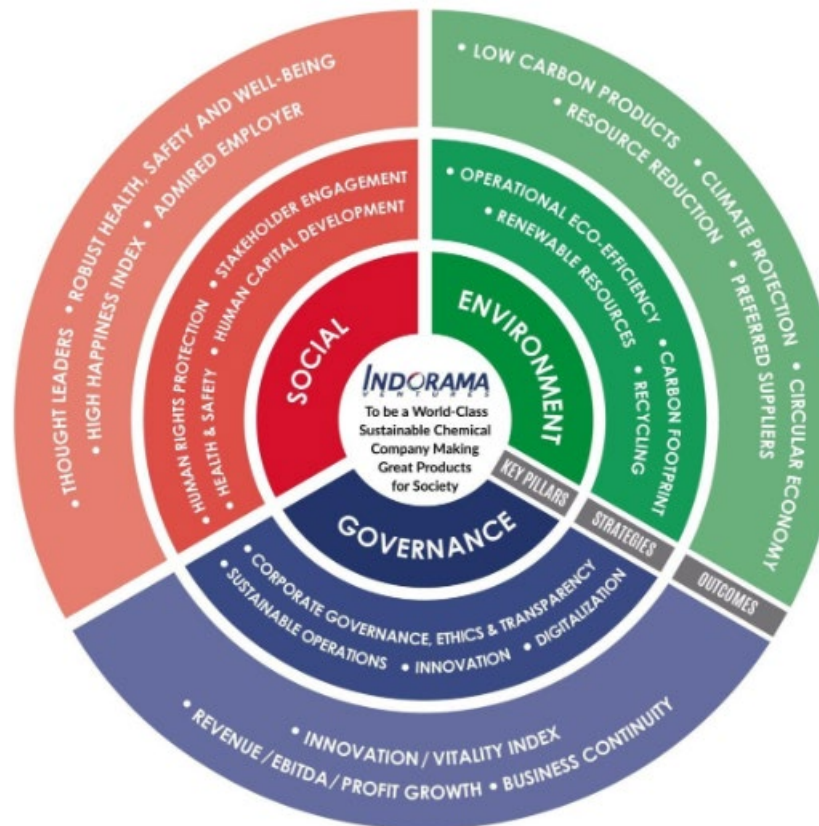 INDORAMA
VENTURES
To be a World-Class
Sustainable Chemical
Company Making
Great Products
for Society
SOCIAL
ENVIRONMENT
GOVERNANCE
KEY PILLARS
STRATEGIES
OUTCOMES
• HUMAN RIGHTS PROTECTION • STAKEHOLDER ENGAGEMENT
• HEALTH & SAFETY • HUMAN CAPITAL DEVELOPMENT
• THOUGHT LEADERS • ROBUST HEALTH, SAFETY AND WELL-BEING
• HIGH HAPPINESS INDEX • ADMIRED EMPLOYER
• OPERATIONAL ECO-EFFICIENCY • CARBON FOOTPRINT
• RENEWABLE RESOURCES • RECYCLING
• LOW CARBON PRODUCTS • CLIMATE PROTECTION • CIRCULAR ECONOMY
• RESOURCE REDUCTION • PREFERRED SUPPLIERS
• CORPORATE GOVERNANCE, ETHICS & TRANSPARENCY
• SUSTAINABLE OPERATIONS • INNOVATION • DIGITALIZATION
• INNOVATION / VITALITY INDEX
• REVENUE / EBITDA / PROFIT GROWTH • BUSINESS CONTINUITY